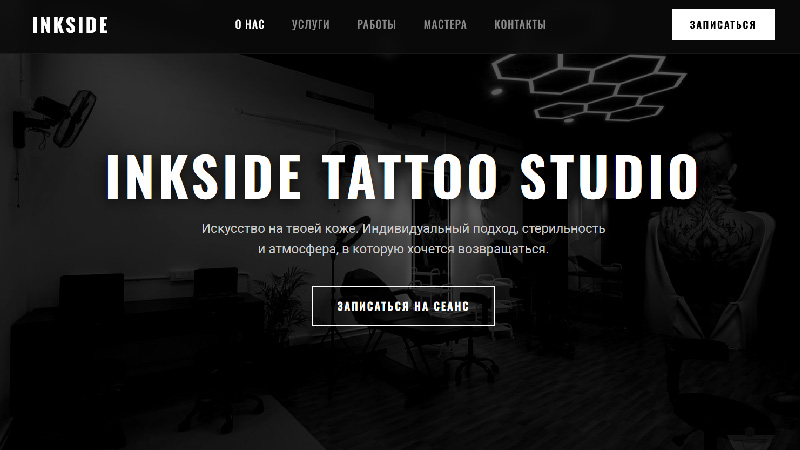 INKSIDE
О НАС
УСЛУГИ
РАБОТЫ
МАСТЕРА
КОНТАКТЫ
ЗАПИСАТЬСЯ
INKSIDE TATTOO STUDIO
Искусство на твоей коже. Индивидуальный подход, стерильность
и атмосфера, в которую хочется возвращаться.
ЗАПИСАТЬСЯ НА СЕАНС